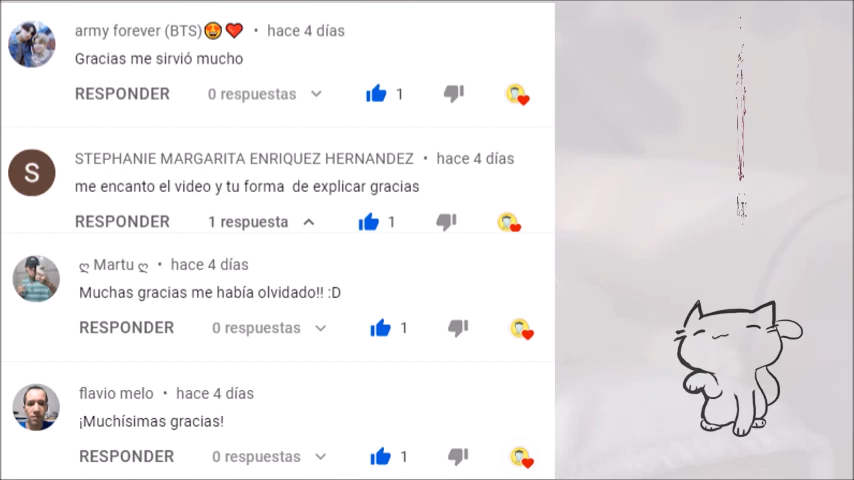 army forever (BTS)😍❤️ • hace 4 días
Gracias me sirvió mucho
RESPONDER 0 respuestas 1
S
STEPHANIE MARGARITA ENRIQUEZ HERNANDEZ • hace 4 días
me encanto el video y tu forma de explicar gracias
RESPONDER 1 respuesta 1
ღ Martu ღ • hace 4 días
Muchas gracias me había olvidado!! :D
RESPONDER 0 respuestas 1
flavio melo • hace 4 días
¡Muchísimas gracias!
RESPONDER 0 respuestas 1